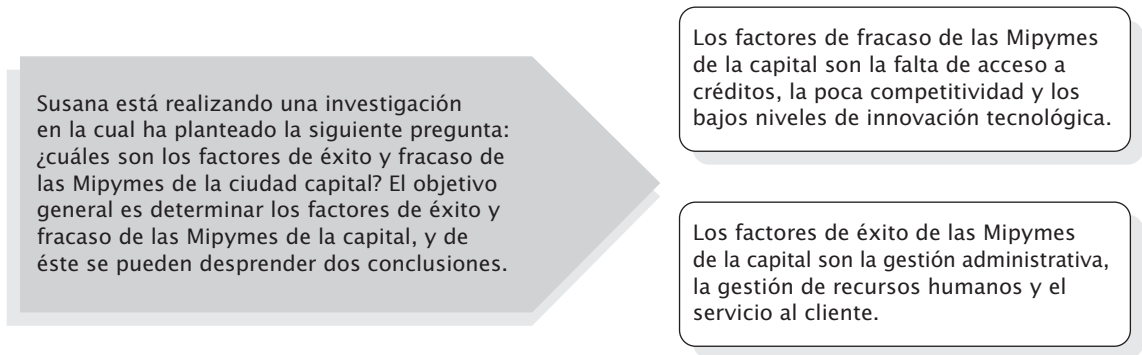 Susana está realizando una investigación
en la cual ha planteado la siguiente pregunta:
¿cuáles son los factores de éxito y fracaso de
las Mipymes de la ciudad capital? El objetivo
general es determinar los factores de éxito y
fracaso de las Mipymes de la capital, y de
éste se pueden desprender dos conclusiones.
Los factores de fracaso de las Mipymes
de la capital son la falta de acceso a
créditos, la poca competitividad y los
bajos niveles de innovación tecnológica.
Los factores de éxito de las Mipymes
de la capital son la gestión administrativa,
la gestión de recursos humanos y el
servicio al cliente.